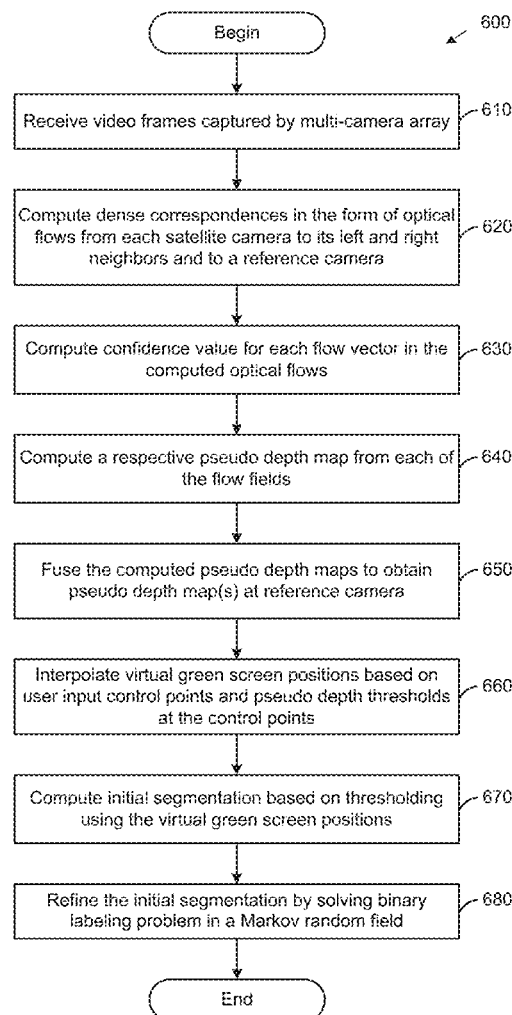 Begin
600
Receive video frames captured by multi-camera array
610
Compute dense correspondences in the form of optical
flows from each satellite camera to its left and right
neighbors and to a reference camera
620
Compute confidence value for each flow vector in the
computed optical flows
630
Compute a respective pseudo depth map from each of
the flow fields
640
Fuse the computed pseudo depth maps to obtain
pseudo depth map(s) at reference camera
650
Interpolate virtual green screen positions based on
user input control points and pseudo depth thresholds
at the control points
660
Compute initial segmentation based on thresholding
using the virtual green screen positions
670
Refine the initial segmentation by solving binary
labeling problem in a Markov random field
680
End